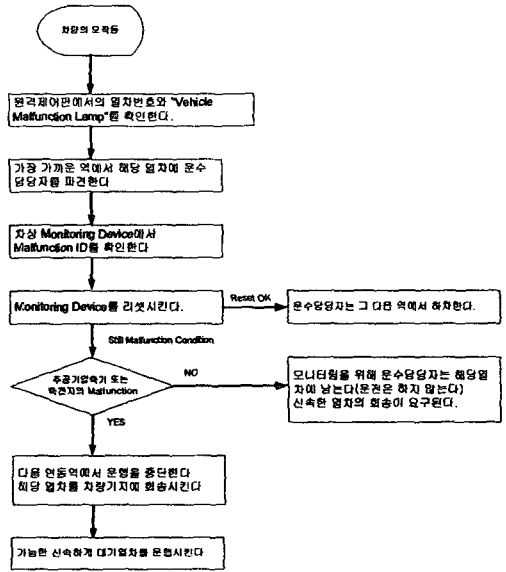 차량의 오작동
원격제어판에서의 열차번호와 "Vehicle
Malfunction Lamp"를 확인한다.
가장 가까운 역에서 해당 열차에 운수
담당자를 파견한다
차상 Monitoring Device에서
Malfunction ID를 확인한다
Monitoring Device를 리셋시킨다.
Reset OK
운수담당자는 그 다음 역에서 하차한다.
Still Malfunction Condition
주공기압축기 또는
축전지의 Malfunction
NO
모니터링을 위해 운수담당자는 해당열
차에 남는다(운전은 하지 않는다)
신속한 열차의 회송이 요구된다.
YES
다음 연동역에서 운행을 중단한다
해당 열차를 차량기지에 회송시킨다
가능한 신속하게 대기열차를 운행시킨다